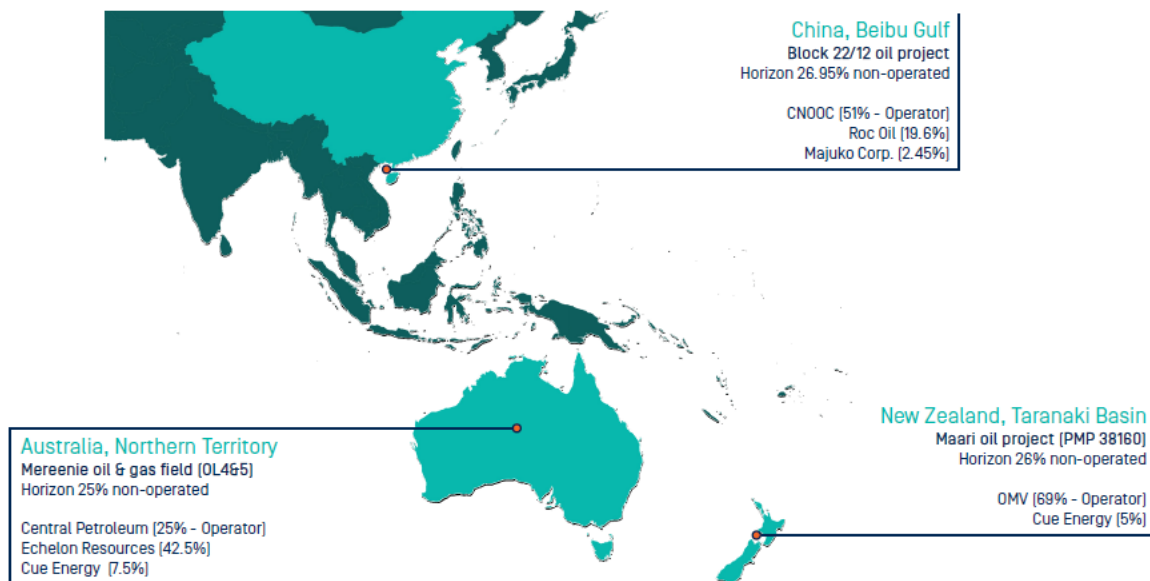 China, Beibu Gulf
Block 22/12 oil project
Horizon 26.95% non-operated
CNOOC (51% - Operator)
Roc Oil (19.6%)
Majuko Corp. (2.45%)
Australia, Northern Territory
Mereenie oil & gas field (OL4&5)
Horizon 25% non-operated
Central Petroleum (25% - Operator)
Echelon Resources (42.5%)
Cue Energy (7.5%)
New Zealand, Taranaki Basin
Maari oil project (PMP 38160)
Horizon 26% non-operated
OMV (69% - Operator)
Cue Energy (5%)